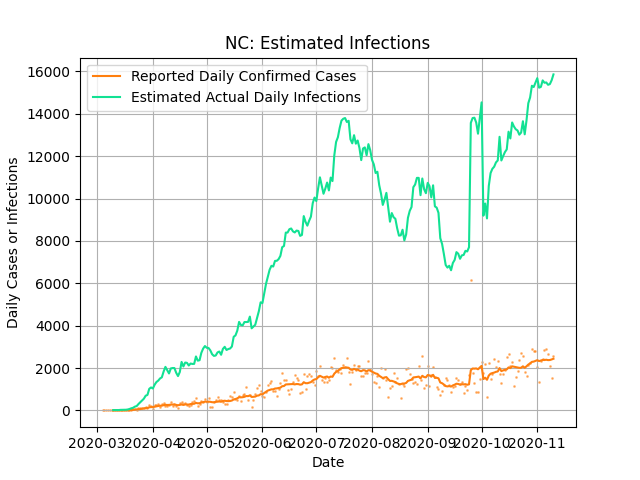 NC: Estimated Infections
Reported Daily Confirmed Cases
Estimated Actual Daily Infections
16000
14000
12000
10000
8000
6000
4000
2000
0
Daily Cases or Infections
2020-03 2020-04 2020-05 2020-06 2020-07 2020-08 2020-09 2020-10 2020-11
Date